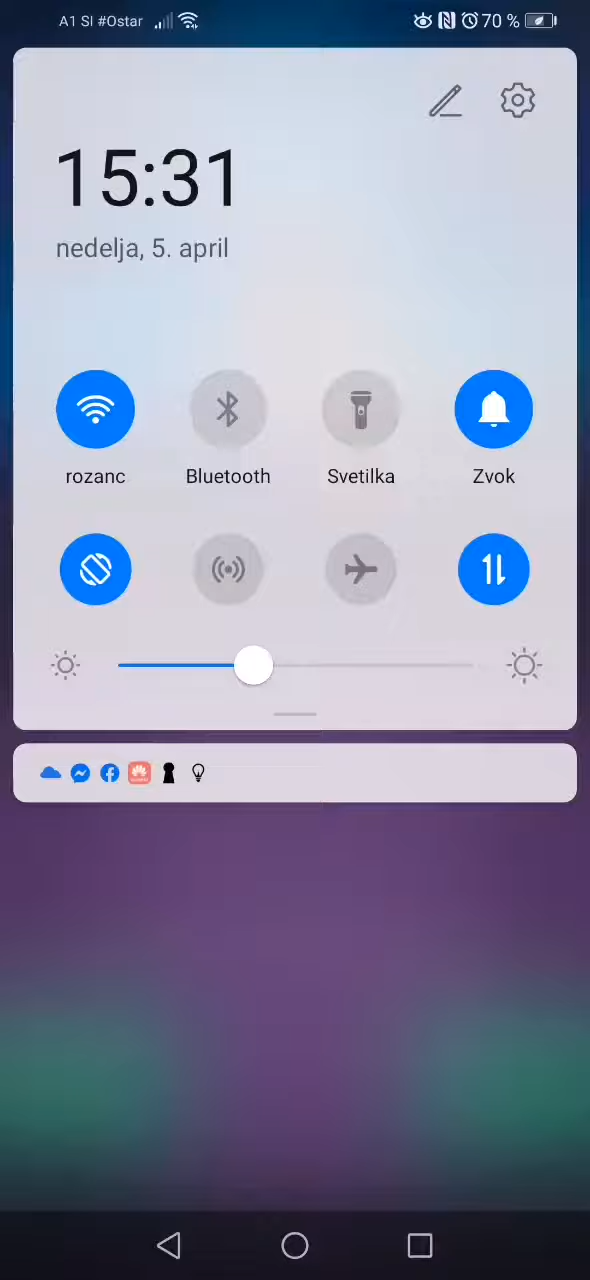 A1 SI #Ostar 70 %
15:31
nedelja, 5. april
rozanc Bluetooth Svetilka Zvok